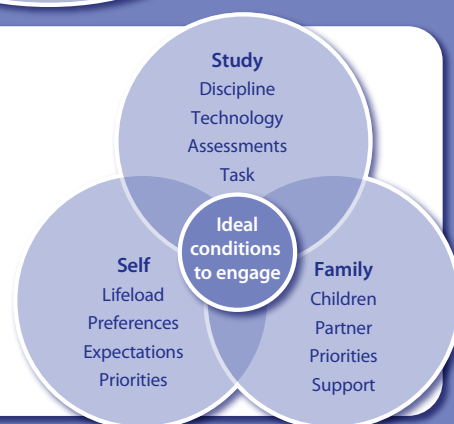 Study
Discipline
Technology
Assessments
Task
Ideal
conditions
to engage
Self
Lifeload
Preferences
Expectations
Priorities
Family
Children
Partner
Priorities
Support